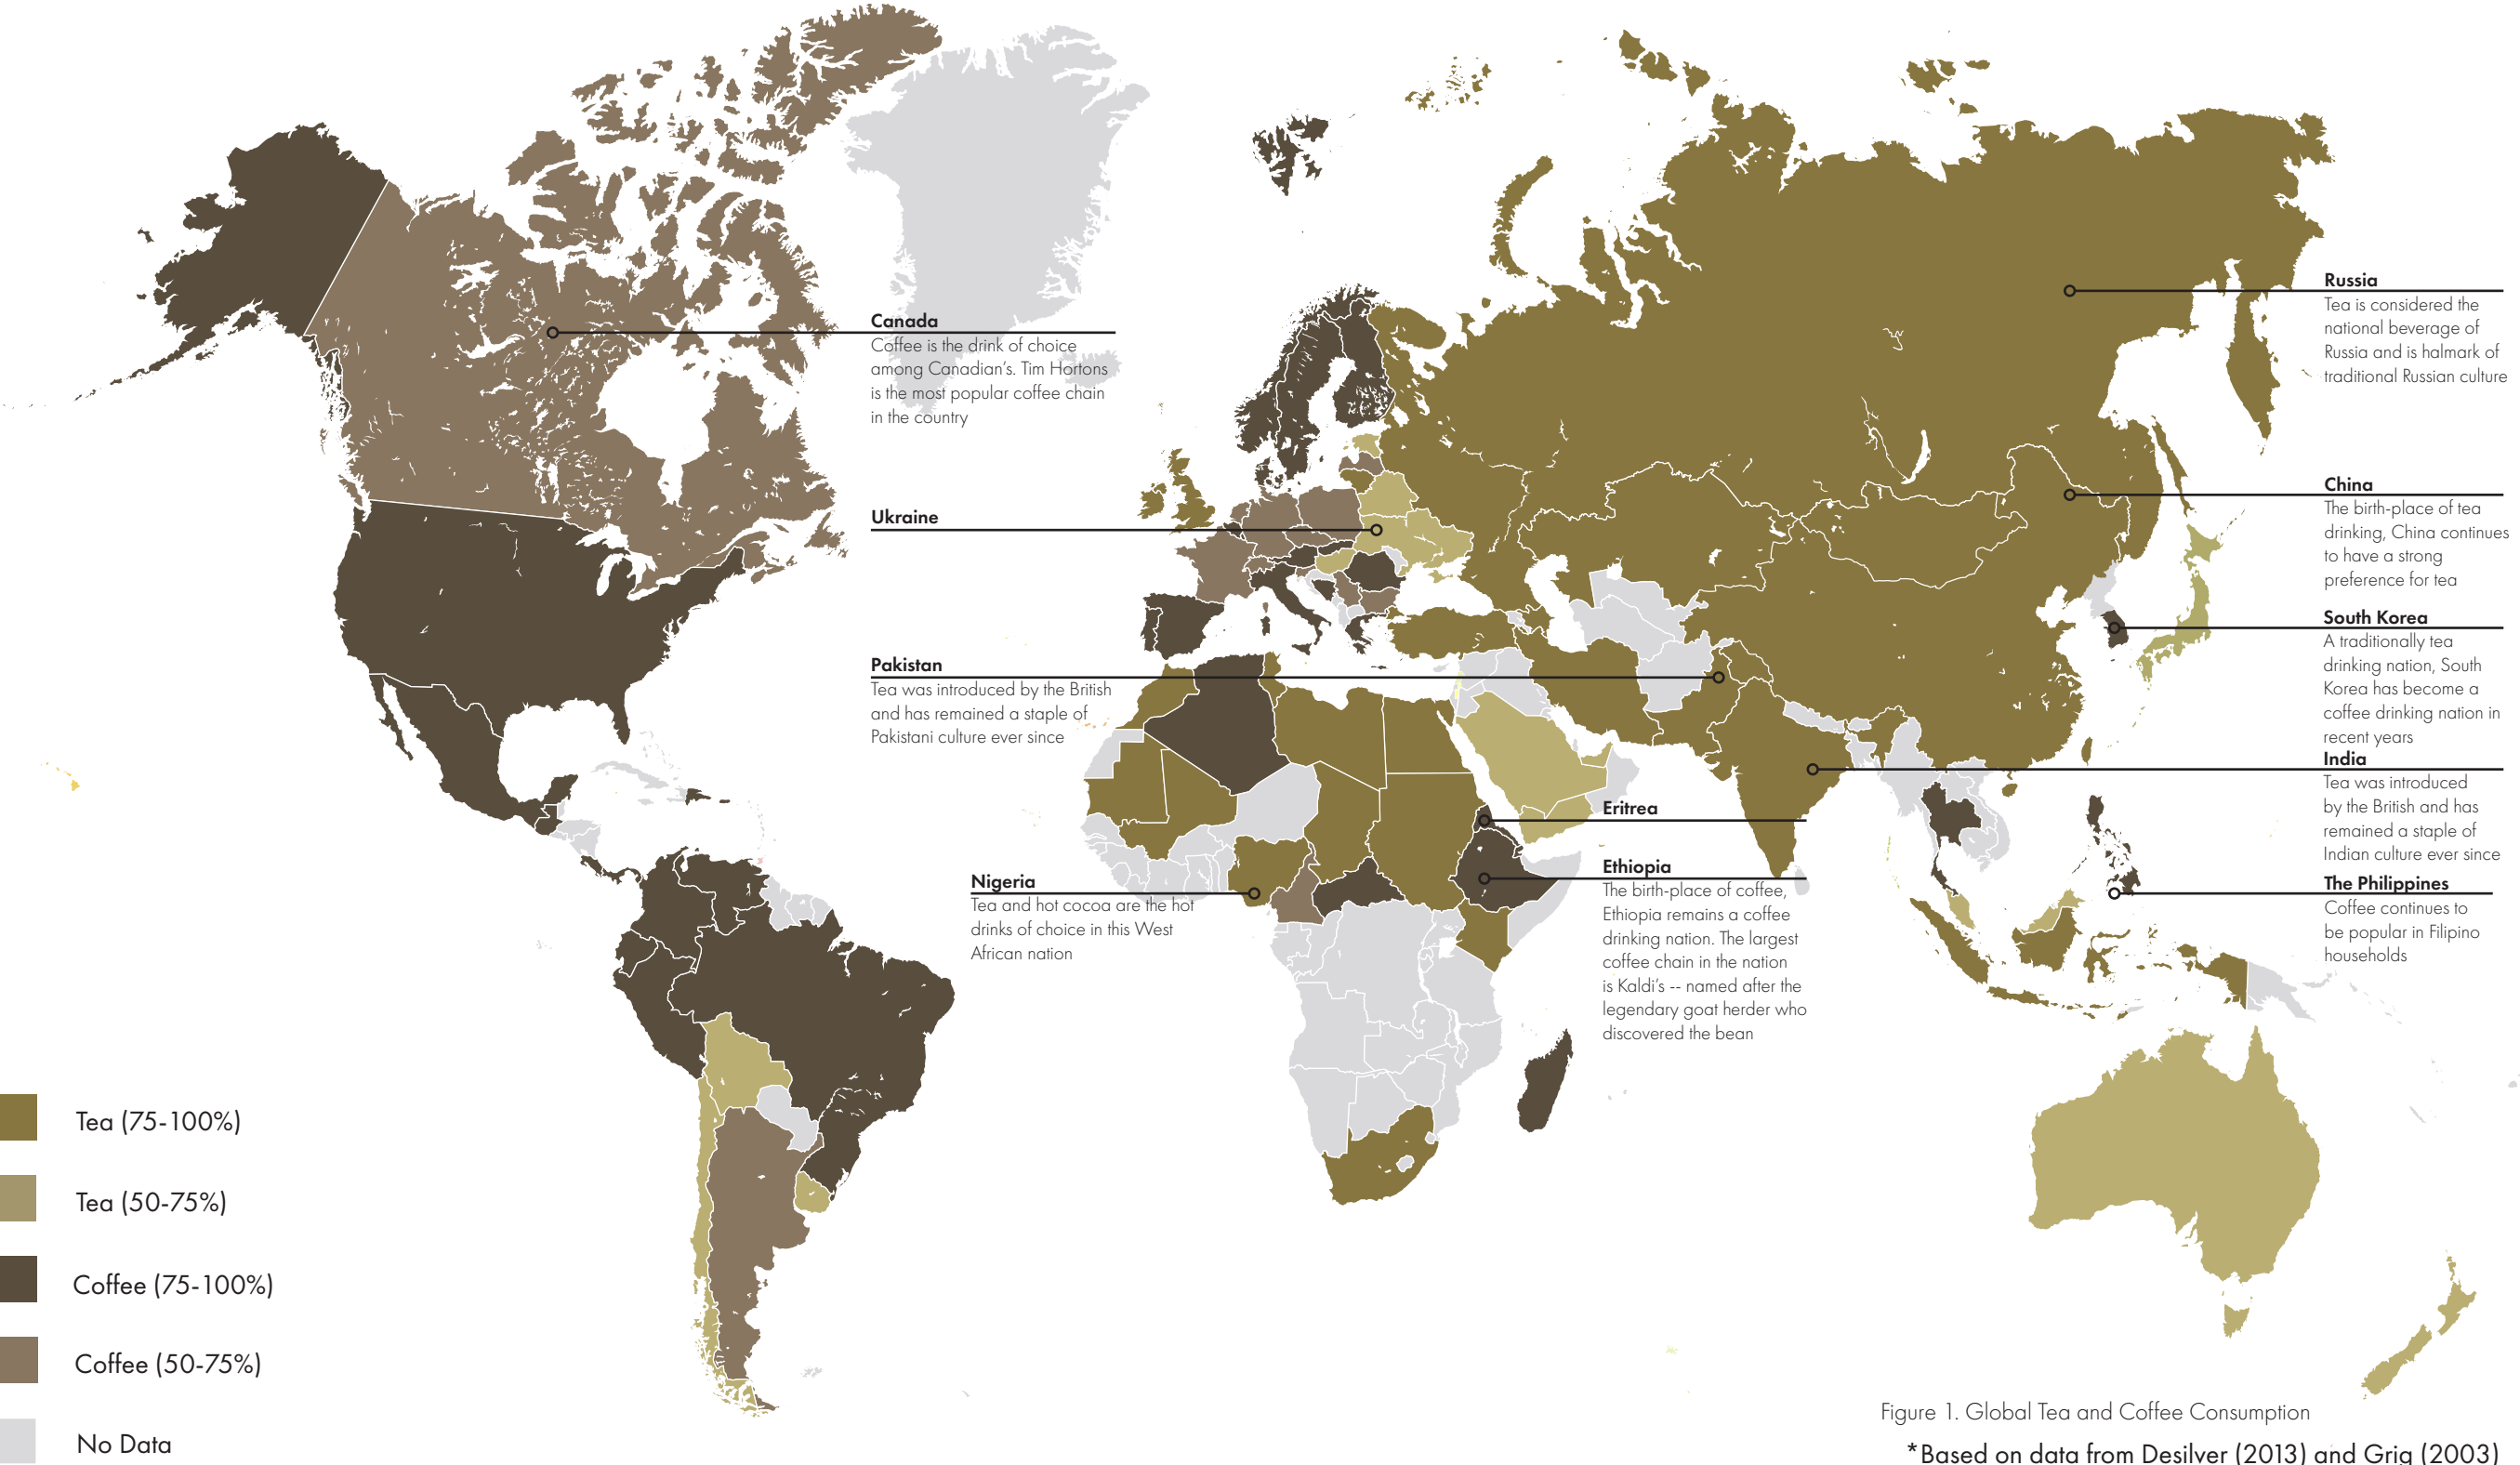 Canada
Coffee is the drink of choice
among Canadian's. Tim Hortons
is the most popular coffee chain
in the country
Ukraine
Pakistan
Tea was introduced by the British
and has remained a staple of
Pakistani culture ever since
Nigeria
Tea and hot cocoa are the hot
drinks of choice in this West
African nation
Eritrea
Ethiopia
The birth-place of coffee,
Ethiopia remains a coffee
drinking nation. The largest
coffee chain in the nation
is Kaldi's -- named after the
legendary goat herder who
discovered the bean
Russia
Tea is considered the
national beverage of
Russia and is halmark of
traditional Russian culture
China
The birth-place of tea
drinking, China continues
to have a strong
preference for tea
South Korea
A traditionally tea
drinking nation, South
Korea has become a
coffee drinking nation in
recent years
India
Tea was introduced
by the British and has
remained a staple of
Indian culture ever since
The Philippines
Coffee continues to
be popular in Filipino
households
Tea (75-100%)
Tea (50-75%)
Coffee (75-100%)
Coffee (50-75%)
No Data
Figure 1. Global Tea and Coffee Consumption
*Based on data from Desilver (2013) and Grig (2003)